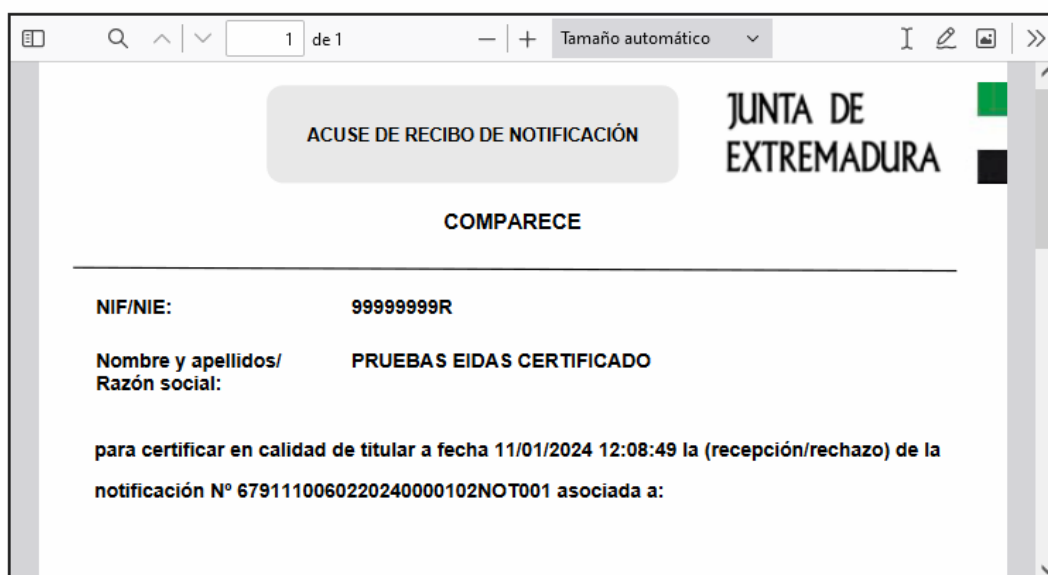 1 de 1 Tamaño automático
ACUSE DE RECIBO DE NOTIFICACIÓN
JUNTA DE
EXTREMADURA
COMPARECE
NIF/NIE: 99999999R
Nombre y apellidos/ PRUEBAS EIDAS CERTIFICADO
Razón social:
para certificar en calidad de titular a fecha 11/01/2024 12:08:49 la (recepción/rechazo) de la
notificación Nº 6791110060220240000102NOT001 asociada a: